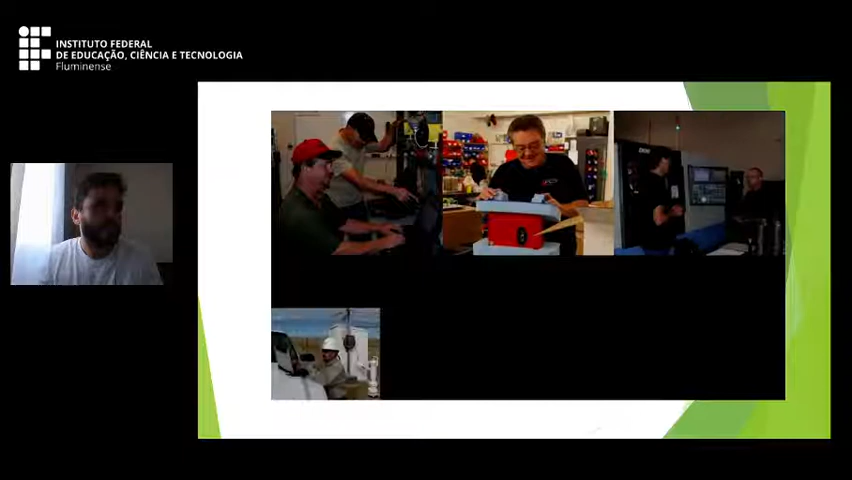 INSTITUTO FEDERAL
DE EDUCAÇÃO, CIÊNCIA E TECNOLOGIA
Fluminense